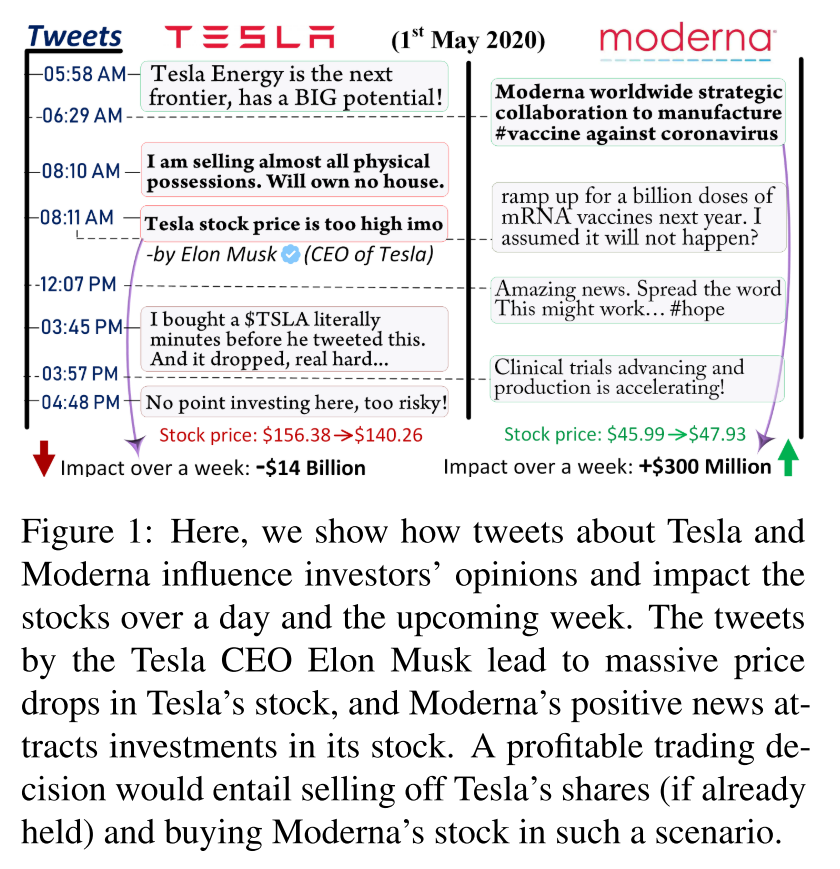 Tweets
TESLA
(1st May 2020)
moderna
05:58 AM
Tesla Energy is the next
frontier, has a BIG potential!
06:29 AM
Moderna worldwide strategic
collaboration to manufacture
#vaccine against coronavirus
08:10 AM
I am selling almost all physical
possessions. Will own no house.
08:11 AM
Tesla stock price is too high imo
-by Elon Musk (CEO of Tesla)
ramp up for a billion doses of
mRNA vaccines next year. I
assumed it will not happen?
12:07 PM
Amazing news. Spread the word
This might work... #hope
03:45 PM
I bought a $TSLA literally
minutes before he tweeted this.
And it dropped, real hard...
03:57 PM
Clinical trials advancing and
production is accelerating!
04:48 PM
No point investing here, too risky!
Stock price: $156.38→$140.26
Stock price: $45.99→$47.93
Impact over a week: -$14 Billion
Impact over a week: +$300 Million
Figure 1: Here, we show how tweets about Tesla and
Moderna influence investors' opinions and impact the
stocks over a day and the upcoming week. The tweets
by the Tesla CEO Elon Musk lead to massive price
drops in Tesla's stock, and Moderna's positive news at-
tracts investments in its stock. A profitable trading de-
cision would entail selling off Tesla's shares (if already
held) and buying Moderna's stock in such a scenario.